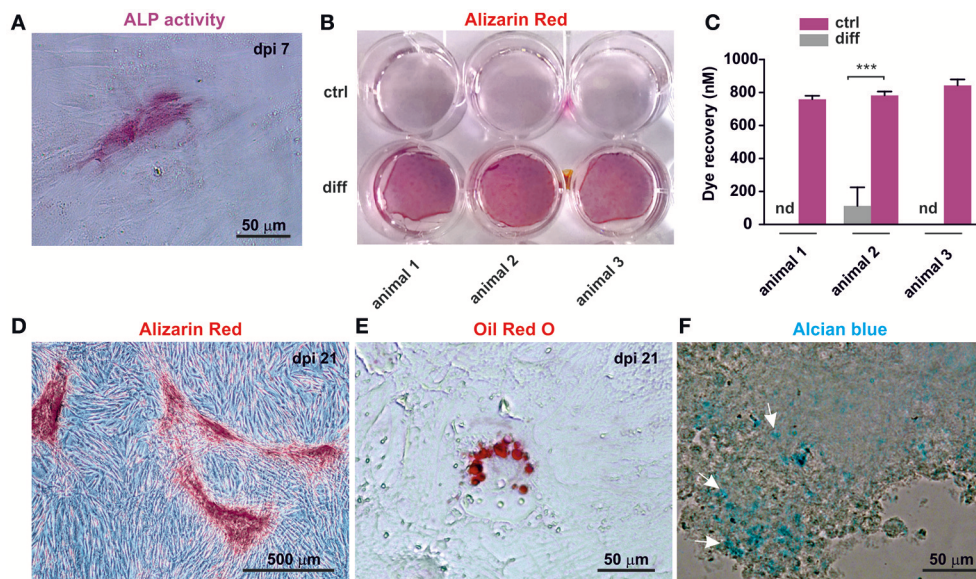 A
ALP activity
dpi 7
50 μm
B
Alizarin Red
ctrl
diff
animal 1
animal 2
animal 3
C
ctrl
diff
***
Dye recovery (nM)
1000
800
600
400
200
0
nd
nd
animal 1
animal 2
animal 3
D
Alizarin Red
dpi 21
500 μm
E
Oil Red O
dpi 21
50 μm
F
Alcian blue
50 μm